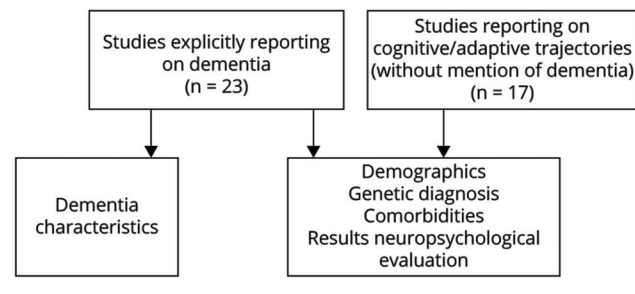 Studies explicitly reporting
on dementia
(n = 23)
Studies reporting on
cognitive/adaptive trajectories
(without mention of dementia)
(n = 17)
Dementia
characteristics
Demographics
Genetic diagnosis
Comorbidities
Results neuropsychological
evaluation